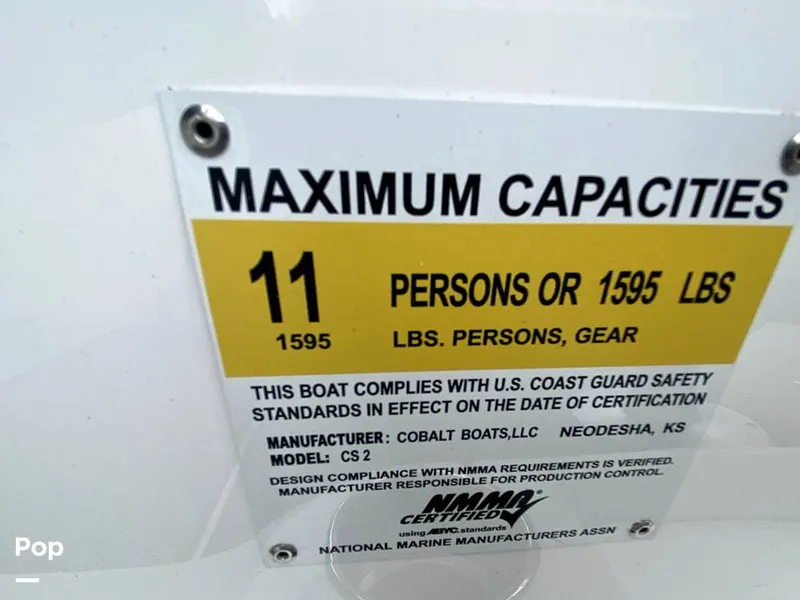 MAXIMUM CAPACITIES
11 PERSONS OR 1595 LBS
1595 LBS. PERSONS, GEAR
THIS BOAT COMPLIES WITH U.S. COAST GUARD SAFETY
STANDARDS IN EFFECT ON THE DATE OF CERTIFICATION
MANUFACTURER: COBALT BOATS,LLC NEODESHA, KS
MODEL: CS 2
DESIGN COMPLIANCE WITH NMMA REQUIREMENTS IS VERIFIED.
MANUFACTURER RESPONSIBLE FOR PRODUCTION CONTROL.
NMMA®
CERTIFIED
using ABYC.standards
NATIONAL MARINE MANUFACTURERS ASSN
Pop